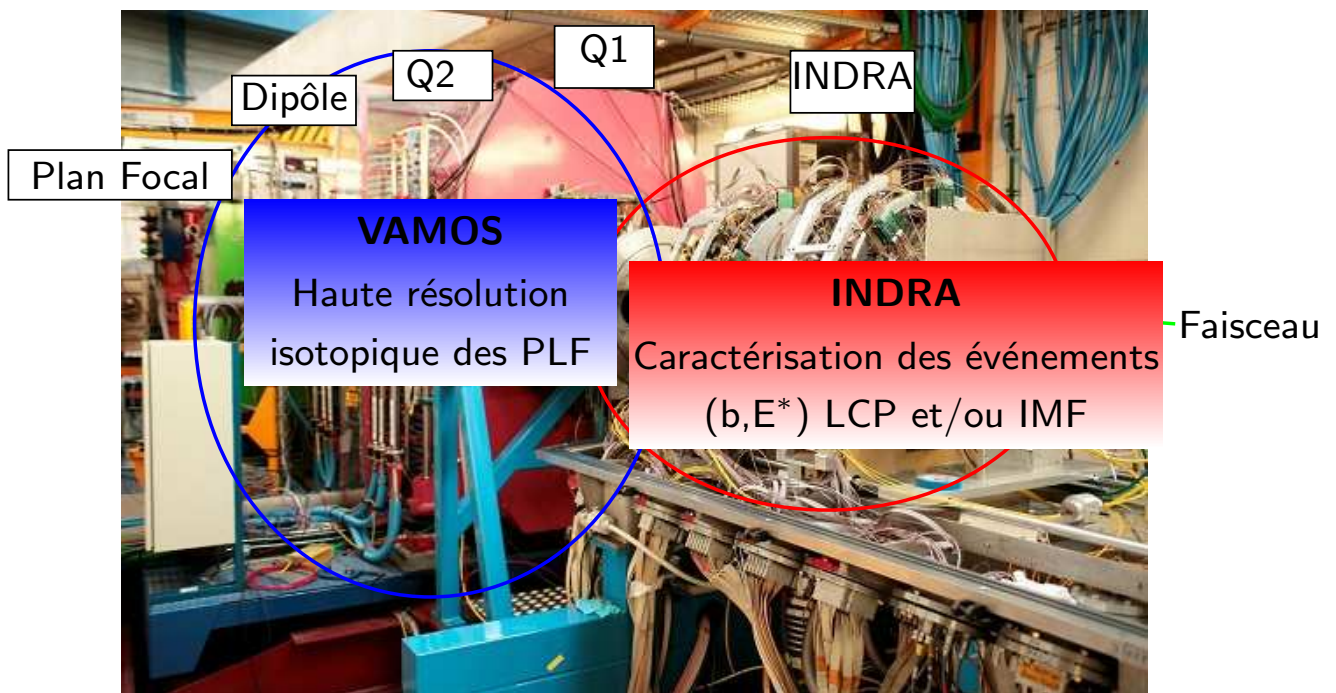 Q1
Q2
INDRA
Dipôle
Plan Focal
VAMOS
Haute résolution
isotopique des PLF
INDRA
Caractérisation des événements
(b,E*) LCP et/ou IMF
Faisceau